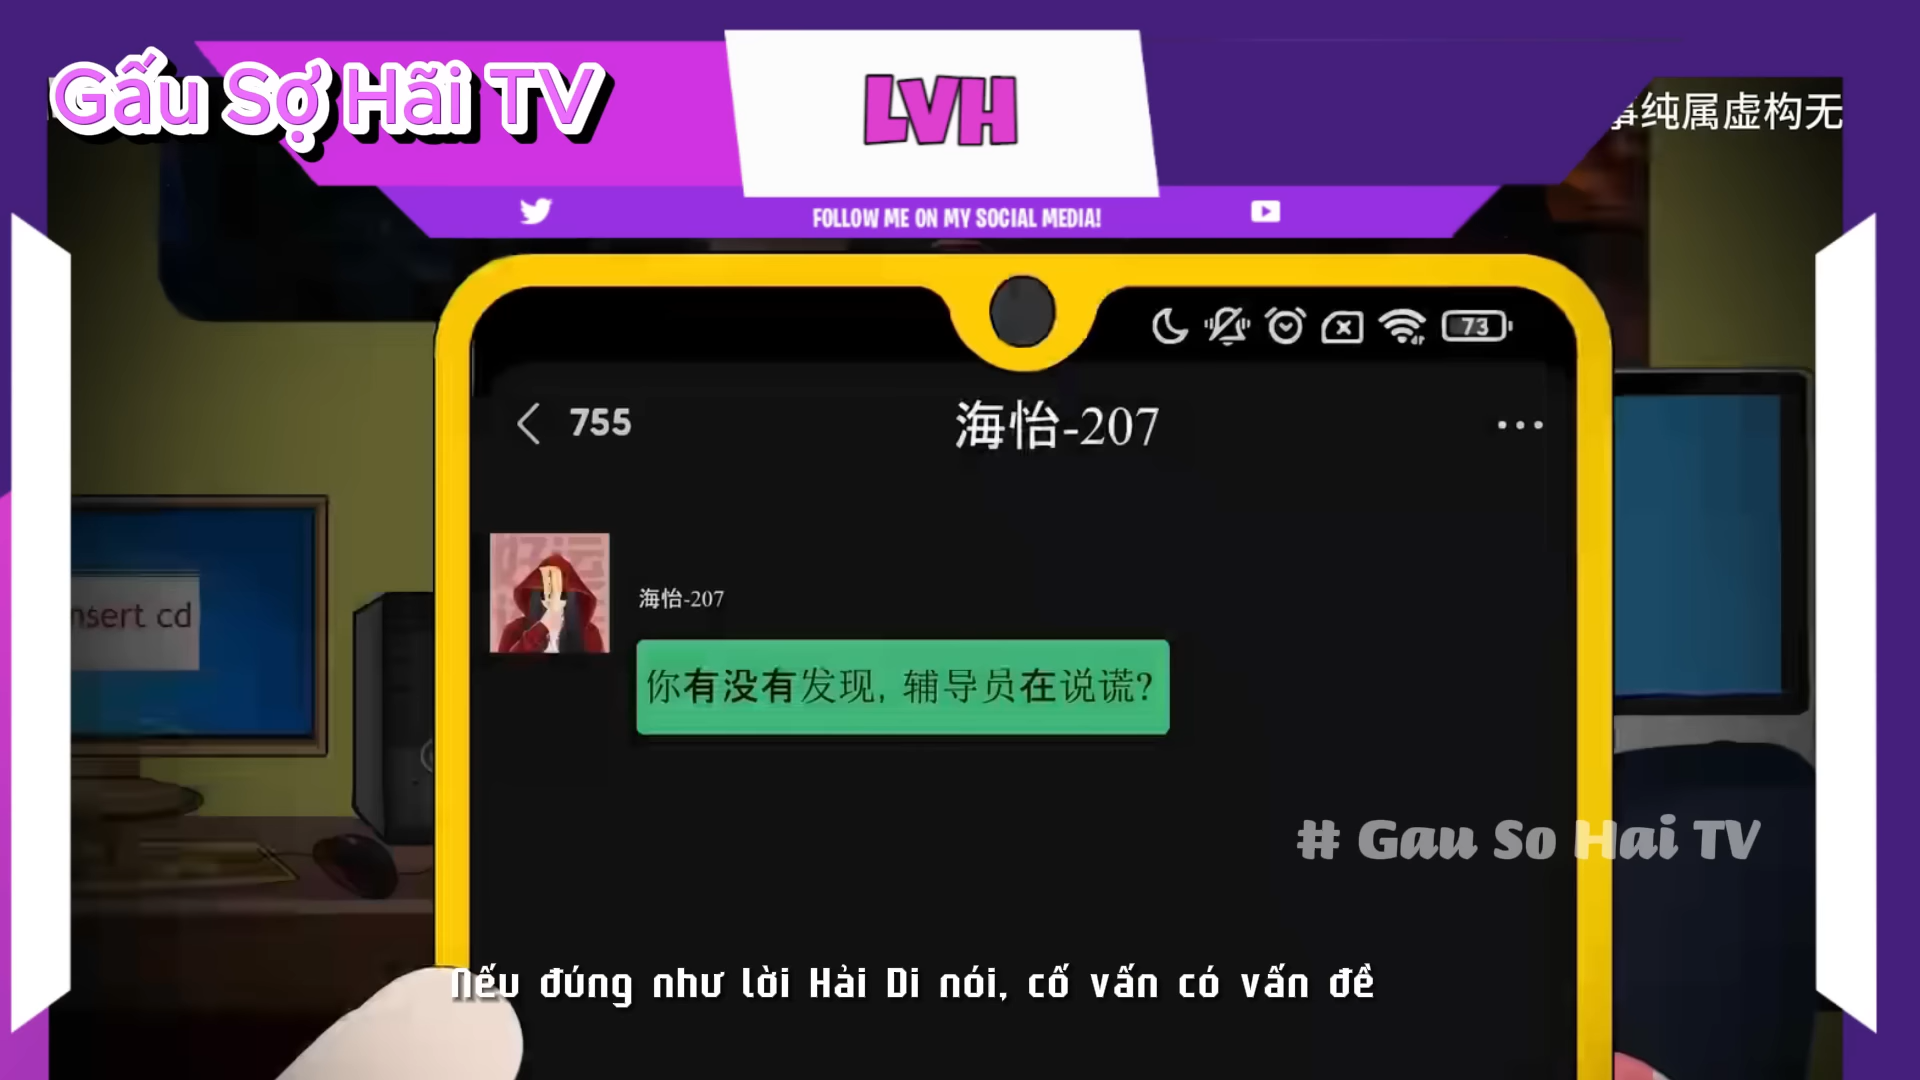 Gấu Sợ Hãi TV
LVH
纯属虚构无
FOLLOW ME ON MY SOCIAL MEDIA!
73
755
海怡-207
海怡-207
你有没有发现, 辅导员在说谎?
nsert cd
# Gau So Hai TV
Nếu đúng như lời Hải Di nói, cố vấn có vấn đề